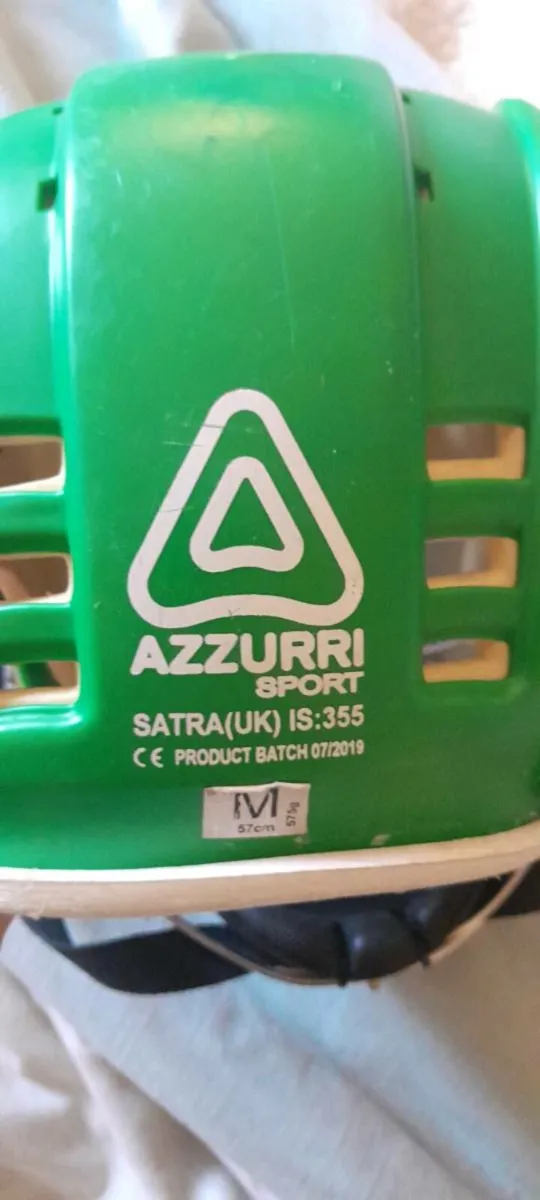 AZZURRI
SPORT
SATRA(UK) IS:355
CE PRODUCT BATCH 07/2019
M
57cm
575g